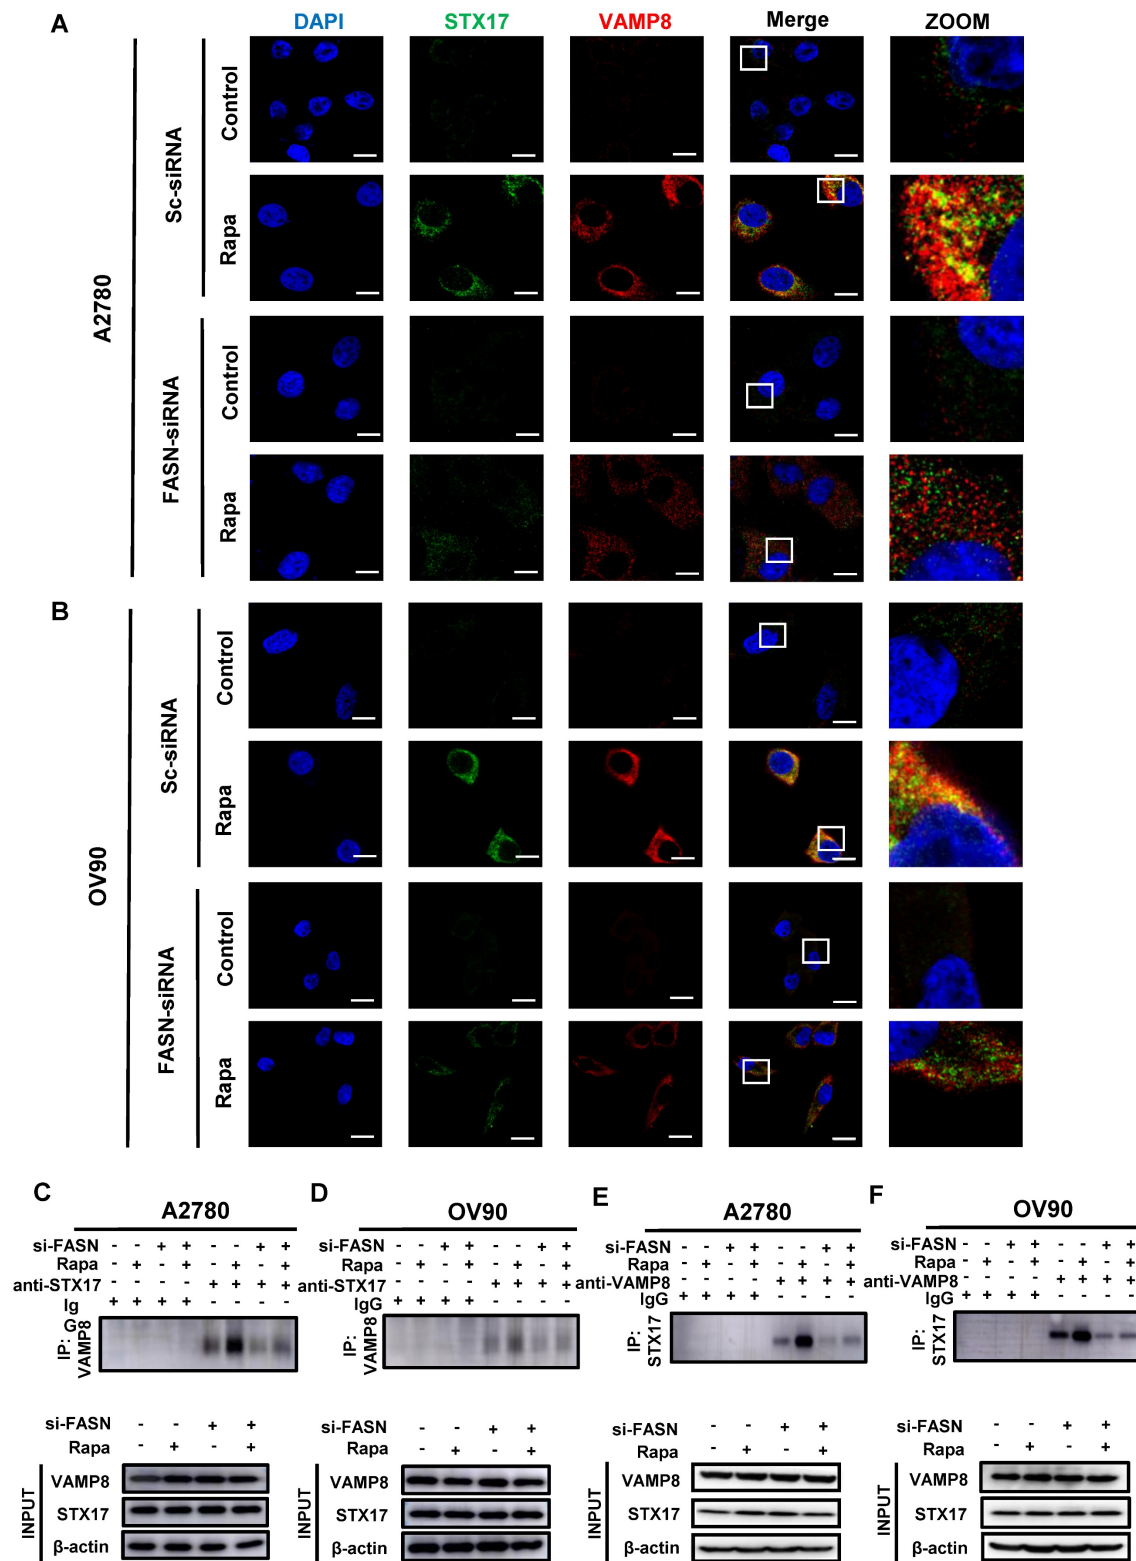 A
DAPI STX17 VAMP8 Merge ZOOM
A2780
Sc-siRNA
Control
Rapa
FASN-siRNA
Control
Rapa
B
OV90
Sc-siRNA
Control
Rapa
FASN-siRNA
Control
Rapa
C
A2780
si-FASN - - + + - - + +
Rapa - + - + - + - +
anti-STX17 - - - - + + + +
Ig + + + + - - - -
G
IP:
VAMP8
si-FASN - - + +
Rapa - + - +
INPUT
VAMP8
STX17
β-actin
D
OV90
si-FASN - - + + - - + +
Rapa - + - + - + - +
anti-STX17 - - - - + + + +
IgG + + + + - - - -
IP:
VAMP8
si-FASN - - + +
Rapa - + - +
INPUT
VAMP8
STX17
β-actin
E
A2780
si-FASN - - + + - - + +
Rapa - + - + - + - +
anti-VAMP8 - - - - + + + +
IgG + + + + - - - -
IP:
STX17
si-FASN - - + +
Rapa - + - +
INPUT
VAMP8
STX17
β-actin
F
OV90
si-FASN - - + + - - + +
Rapa - + - + - + - +
anti-VAMP8 - - - - + + + +
IgG + + + + - - - -
IP:
STX17
si-FASN - - + +
Rapa - + - +
INPUT
VAMP8
STX17
β-actin